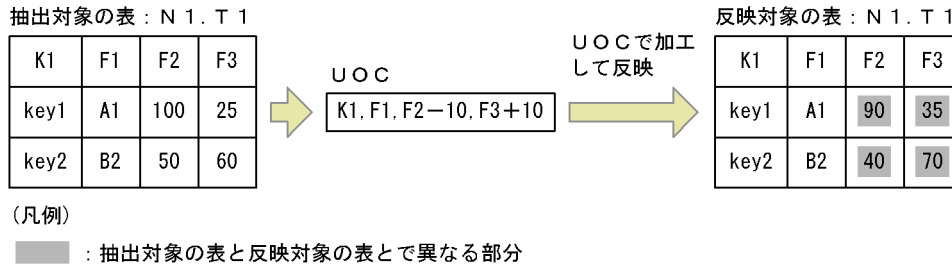 抽出対象の表：Ｎ１.Ｔ１
K1 F1 F2 F3
key1 A1 100 25
key2 B2 50 60
ＵＯＣ
K1, F1, F2－10, F3＋10
ＵＯＣで加工
して反映
反映対象の表：Ｎ１.Ｔ１
K1 F1 F2 F3
key1 A1 90 35
key2 B2 40 70
（凡例）
：抽出対象の表と反映対象の表とで異なる部分